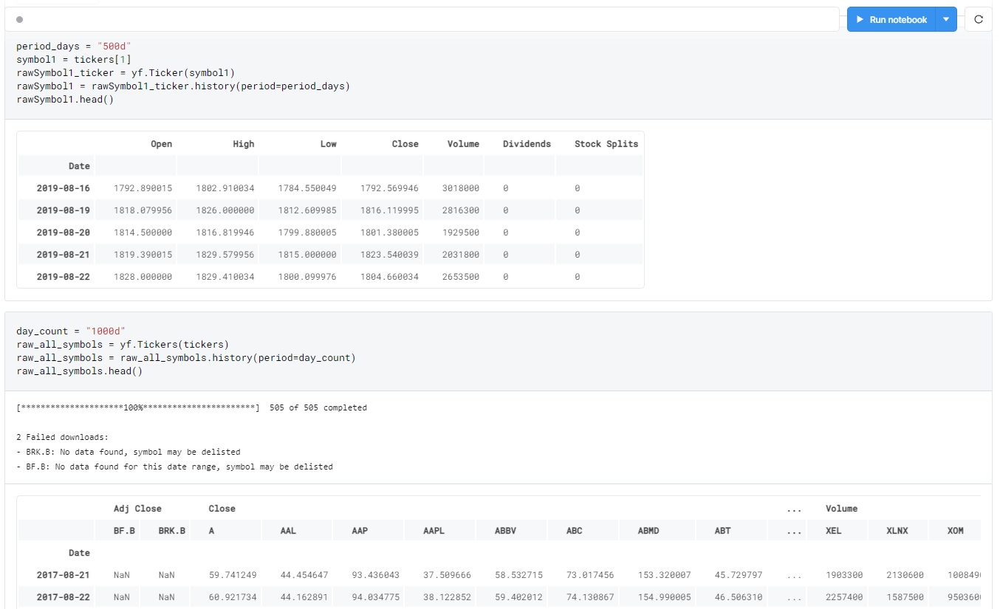 Run notebook
period_days = "500d"
symbol1 = tickers[1]
rawSymbol1_ticker = yf.Ticker(symbol1)
rawSymbol1 = rawSymbol1_ticker.history(period=period_days)
rawSymbol1.head()
Open High Low Close Volume Dividends Stock Splits
Date
2019-08-16 1792.890015 1802.910034 1784.550049 1792.569946 3018000 0 0
2019-08-19 1818.079956 1826.000000 1812.609985 1816.119995 2816300 0 0
2019-08-20 1814.500000 1816.819946 1799.880005 1801.380005 1929500 0 0
2019-08-21 1819.390015 1829.579956 1815.000000 1823.540039 2031800 0 0
2019-08-22 1828.000000 1829.410034 1800.099976 1804.660034 2653500 0 0
day_count = "1000d"
raw_all_symbols = yf.Tickers(tickers)
raw_all_symbols = raw_all_symbols.history(period=day_count)
raw_all_symbols.head()
[*********************100%***********************] 505 of 505 completed
2 Failed downloads:
- BRK.B: No data found, symbol may be delisted
- BF.B: No data found for this date range, symbol may be delisted
Adj Close Close ... Volume
BF.B BRK.B A AAL AAP AAPL ABBV ABC ABMD ABT ... XEL XLNX XOM
Date
2017-08-21 NaN NaN 59.741249 44.454647 93.436043 37.509666 58.532715 73.017456 153.320007 45.729797 ... 1903300 2130600 100849
2017-08-22 NaN NaN 60.921734 44.162891 94.034775 38.122852 59.402012 74.130867 154.990005 46.506310 ... 2257400 1587500 950360